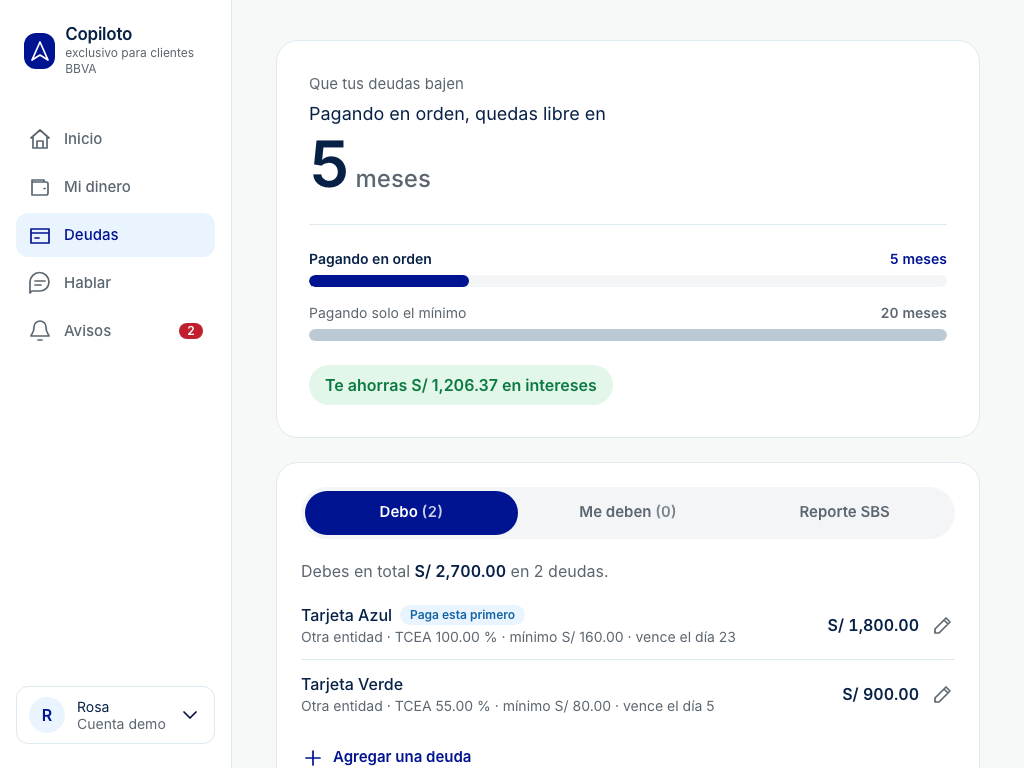 Copiloto
exclusivo para clientes
BBVA
Inicio
Mi dinero
Deudas
Hablar
Avisos
2
R
Rosa
Cuenta demo
Que tus deudas bajen
Pagando en orden, quedas libre en
5 meses
Pagando en orden
5 meses
Pagando solo el mínimo
20 meses
Te ahorras S/ 1,206.37 en intereses
Debo (2)
Me deben (0)
Reporte SBS
Debes en total S/ 2,700.00 en 2 deudas.
Tarjeta Azul
Paga esta primero
Otra entidad · TCEA 100.00 % · mínimo S/ 160.00 · vence el día 23
S/ 1,800.00
Tarjeta Verde
Otra entidad · TCEA 55.00 % · mínimo S/ 80.00 · vence el día 5
S/ 900.00
Agregar una deuda